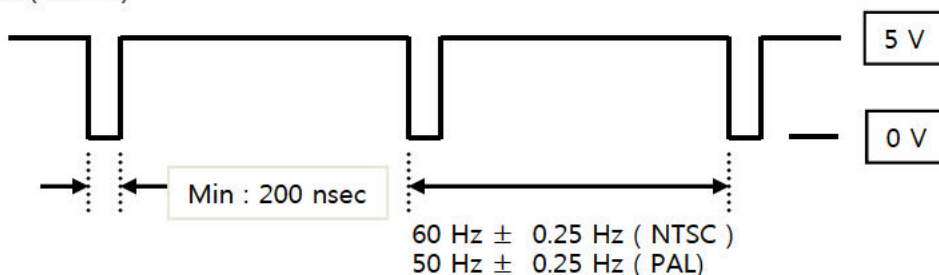 5 V
0 V
Min : 200 nsec
60 Hz ± 0.25 Hz ( NTSC )
50 Hz ± 0.25 Hz ( PAL)